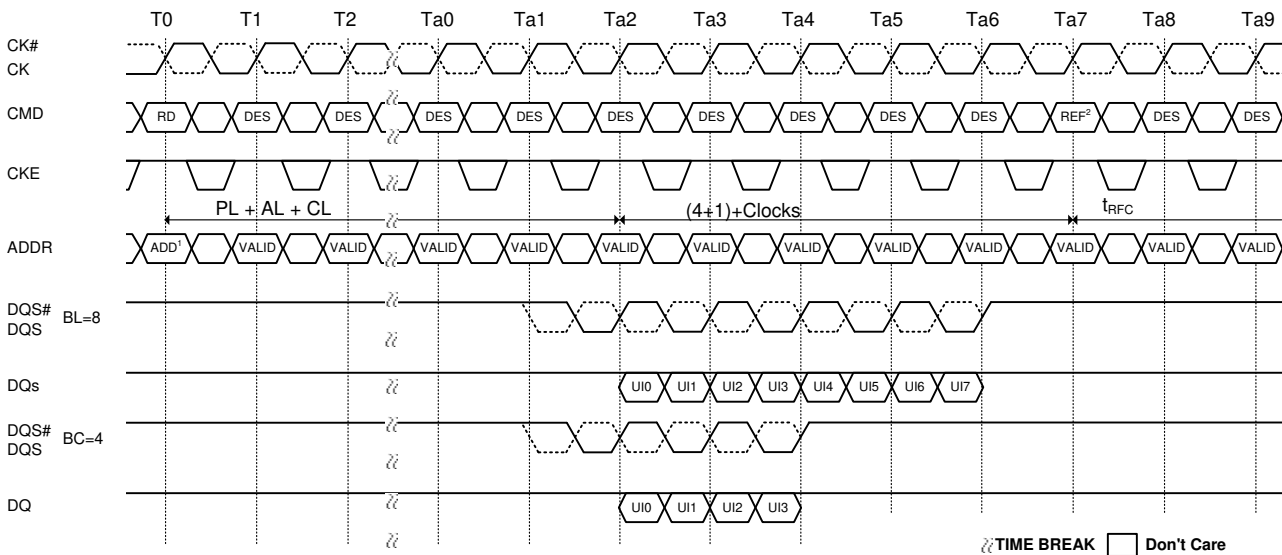 T0 T1 T2 Ta0 Ta1 Ta2 Ta3 Ta4 Ta5 Ta6 Ta7 Ta8 Ta9
CK#
CK
CMD RD DES DES DES DES DES DES DES DES DES REF² DES DES
CKE
PL + AL + CL (4+1)+Clocks tRFC
ADDR ADD¹ VALID VALID VALID VALID VALID VALID VALID VALID VALID VALID VALID VALID
DQS# BL=8
DQS
DQs UI0 UI1 UI2 UI3 UI4 UI5 UI6 UI7
DQS# BC=4
DQS
DQ UI0 UI1 UI2 UI3
TIME BREAK Don't Care